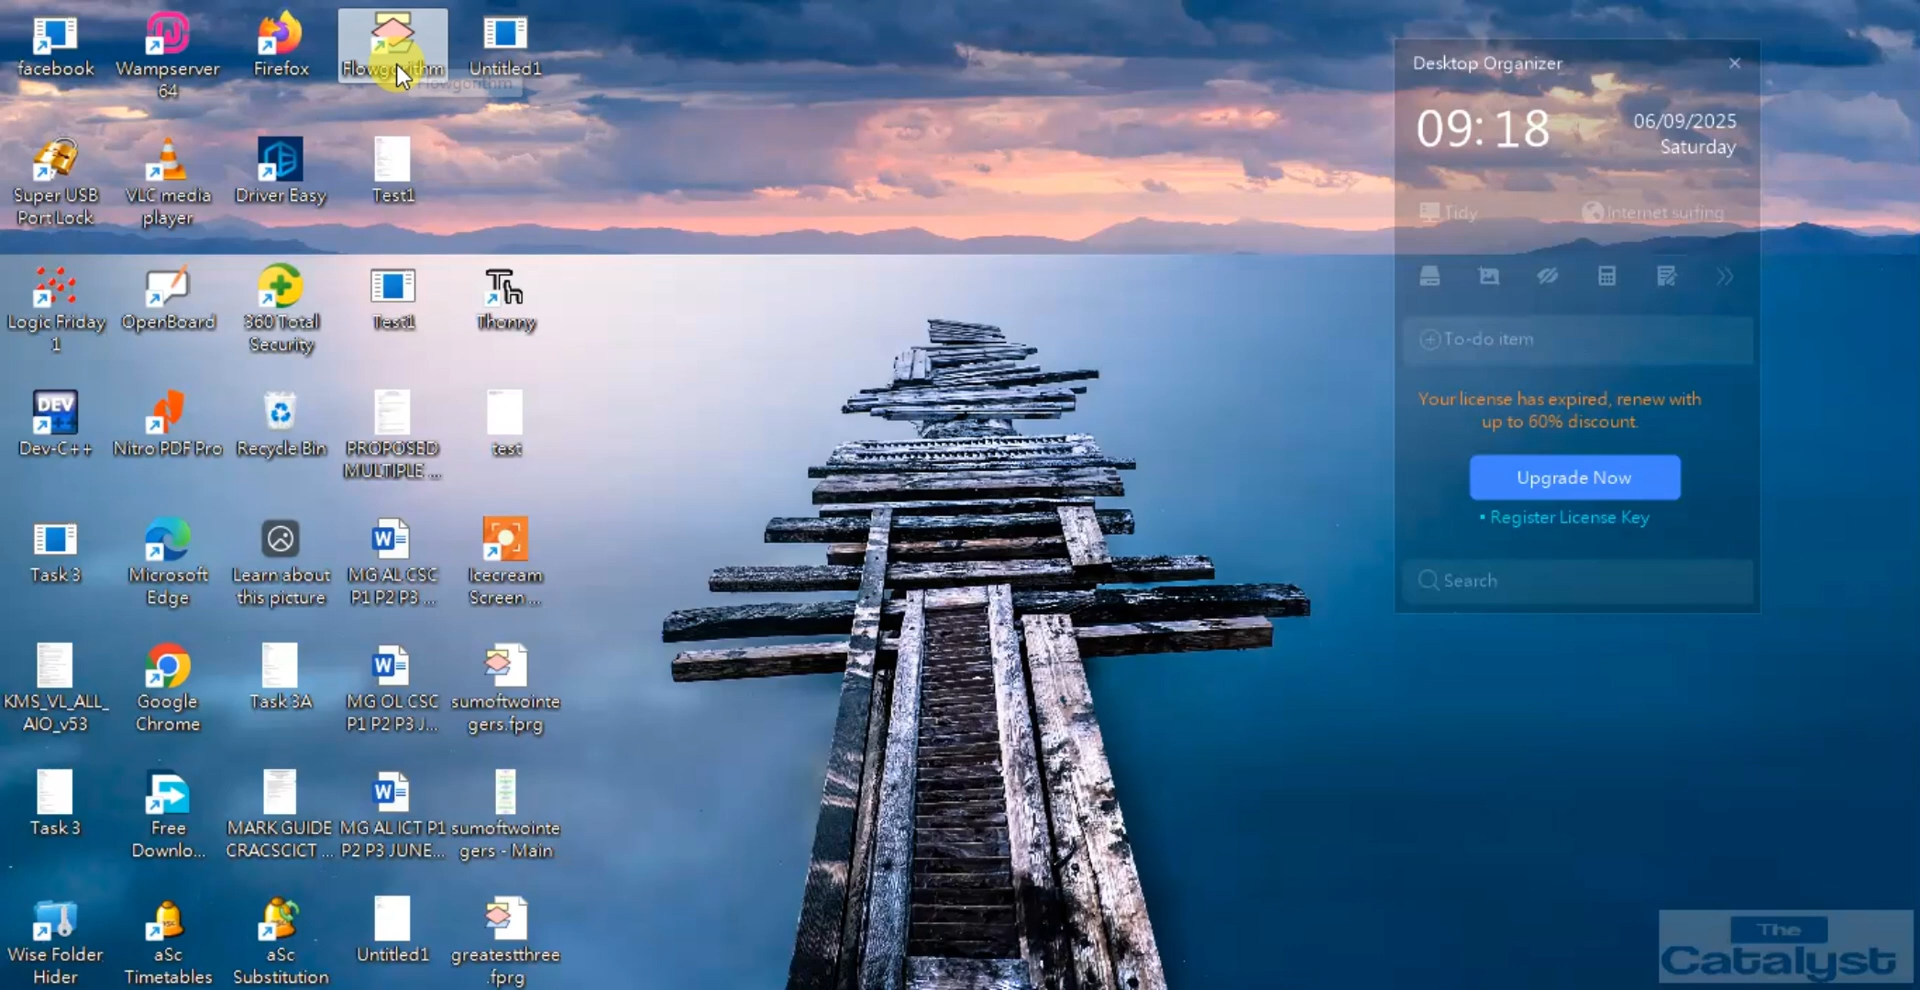 facebook
Wampserver
64
Firefox
Flowgorithm
Flowgorithm
Untitled1
Super USB
Port Lock
VLC media
player
Driver Easy
Test1
Logic Friday
1
OpenBoard
360 Total
Security
Test1
Thonny
Dev-C++
Nitro PDF Pro
Recycle Bin
PROPOSED
MULTIPLE ...
test
Task 3
Microsoft
Edge
Learn about
this picture
MG AL CSC
P1 P2 P3 ...
Icecream
Screen ...
KMS_VL_ALL_
AIO_v53
Google
Chrome
Task 3A
MG OL CSC
P1 P2 P3 J...
sumoftwointe
gers.fprg
Task 3
Free
Downlo...
MARK GUIDE
CRACSCICT ...
MG AL ICT P1
P2 P3 JUNE...
sumoftwointe
gers - Main
Wise Folder
Hider
aSc
Timetables
aSc
Substitution
Untitled1
greatestthree
.fprg
DEV
Th
Desktop Organizer
09:18
06/09/2025
Saturday
Tidy
Internet surfing
To-do item
Your license has expired, renew with
up to 60% discount.
Upgrade Now
• Register License Key
Search
The
Catalyst